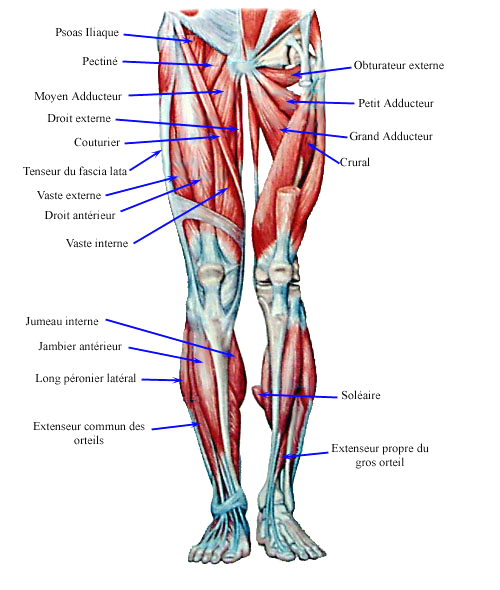 Psoas Iliaque
Pectiné
Moyen Adducteur
Droit externe
Couturier
Tenseur du fascia lata
Vaste externe
Droit antérieur
Vaste interne
Obturateur externe
Petit Adducteur
Grand Adducteur
Crural
Jumeau interne
Jambier antérieur
Long péronier latéral
Extenseur commun des
orteils
Soléaire
Extenseur propre du
gros orteil